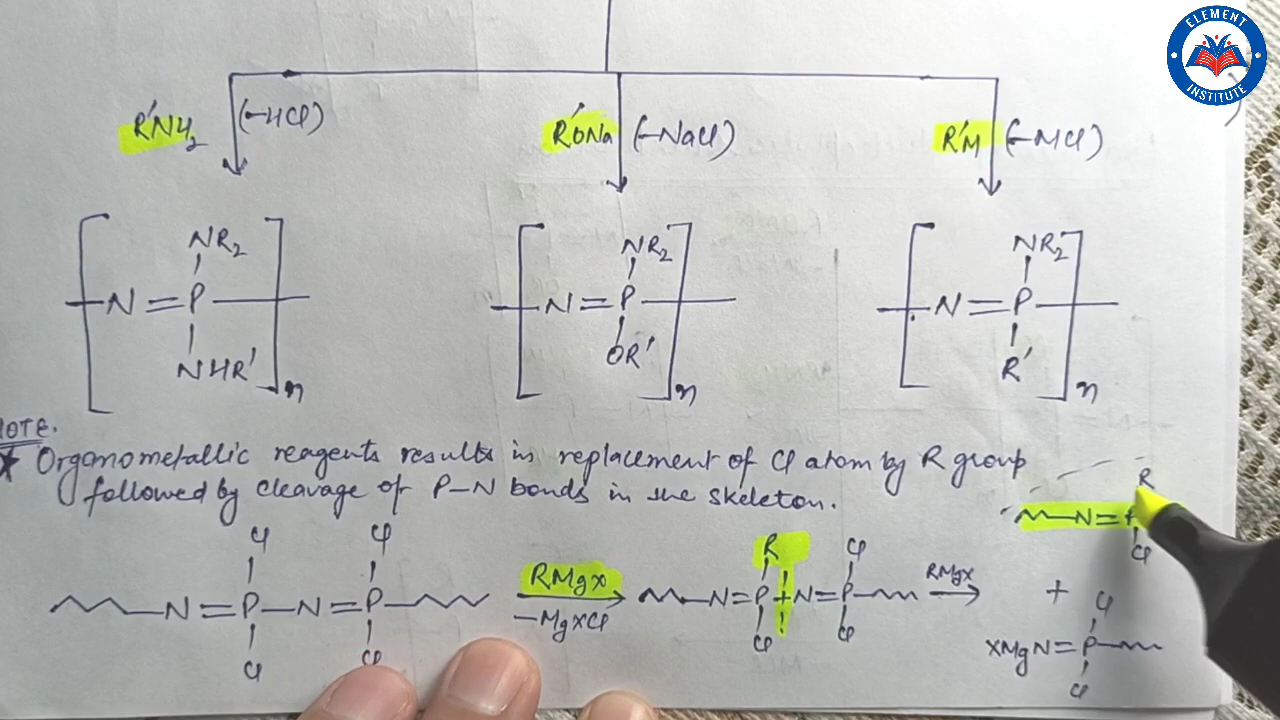 ELEMENT
INSTITUTE
R'NH2 (-HCl)
R'ONa (-NaCl)
R'M (-MCl)
NR2
N=P
NHR'
n
NR2
N=P
OR'
n
NR2
N=P
R'
n
NOTE.
★ Organometallic reagents results in replacement of Cl atom by R group
followed by cleavage of P-N bonds in the skeleton.
Cl Cl
N=P-N=P
Cl Cl
RMgx
-MgxCl
R Cl
N=P+N=P
Cl Cl
RMgx
R
N=P
Cl
+
Cl
XMgN=P
Cl